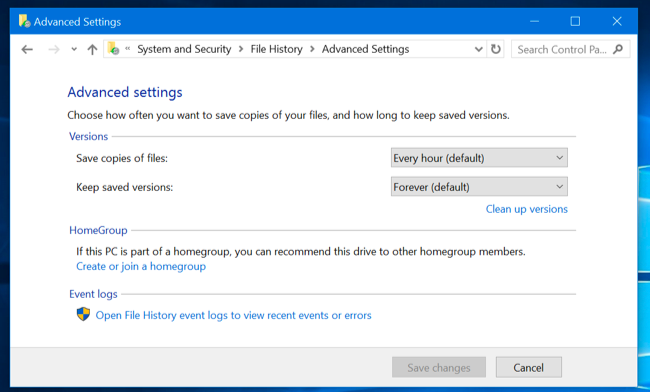 Advanced Settings
« System and Security > File History > Advanced Settings
Search Control Pa...
Advanced settings
Choose how often you want to save copies of your files, and how long to keep saved versions.
Versions
Save copies of files: Every hour (default)
Keep saved versions: Forever (default)
Clean up versions
HomeGroup
If this PC is part of a homegroup, you can recommend this drive to other homegroup members.
Create or join a homegroup
Event logs
Open File History event logs to view recent events or errors
Save changes Cancel